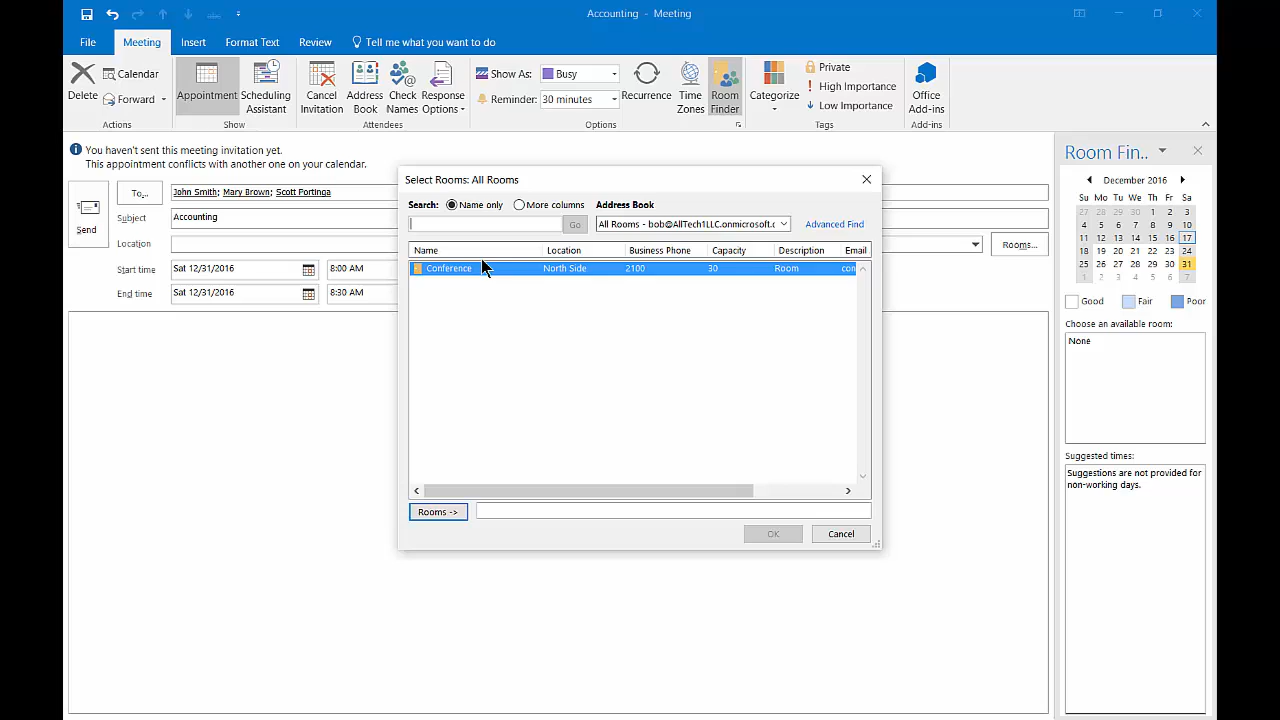 Accounting - Meeting
File Meeting Insert Format Text Review Tell me what you want to do
Delete
Calendar
Forward
Actions
Appointment
Scheduling
Assistant
Show
Cancel
Invitation
Address
Book
Check
Names
Response
Options
Attendees
Show As: Busy
Reminder: 30 minutes
Recurrence
Time
Zones
Room
Finder
Options
Categorize
Private
High Importance
Low Importance
Tags
Office
Add-ins
Add-ins
You haven't sent this meeting invitation yet.
This appointment conflicts with another one on your calendar.
Send
To...
John Smith; Mary Brown; Scott Portinga
Subject
Accounting
Location
Rooms...
Start time
Sat 12/31/2016
8:00 AM
End time
Sat 12/31/2016
8:30 AM
Select Rooms: All Rooms
Search: Name only More columns Address Book
Go
All Rooms - bob@AllTech1LLC.onmicrosoft.c
Advanced Find
Name Location Business Phone Capacity Description Email
Conference North Side 2100 30 Room con
Rooms ->
OK Cancel
Room Fin..
December 2016
Su Mo Tu We Th Fr Sa
27 28 29 30 1 2 3
4 5 6 7 8 9 10
11 12 13 14 15 16 17
18 19 20 21 22 23 24
25 26 27 28 29 30 31
1 2 3 4 5 6 7
Good Fair Poor
Choose an available room:
None
Suggested times:
Suggestions are not provided for
non-working days.